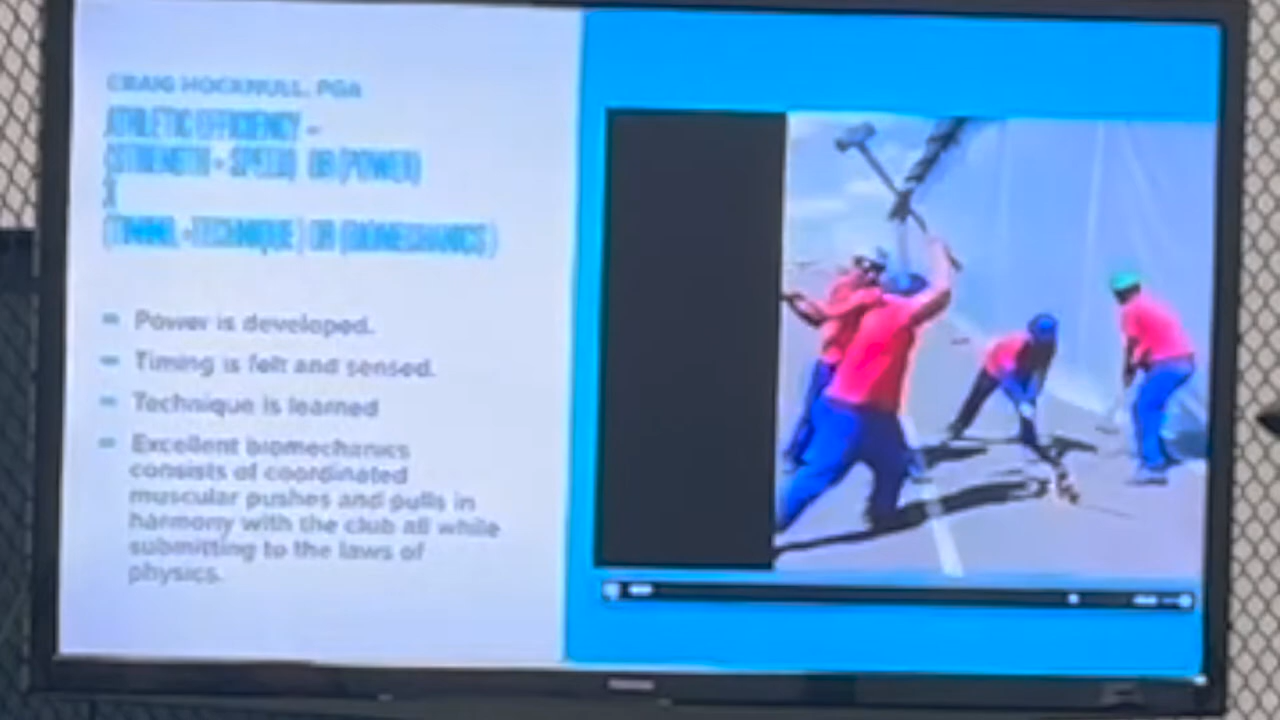 CRAIG HOCKNULL, PGA
ATHLETIC EFFICIENCY =
(STRENGTH + SPEED) OR (POWER)
X
(TIMING +TECHNIQUE ) OR (BIOMECHANICS )
Power is developed.
Timing is felt and sensed.
Technique is learned
Excellent biomechanics
consists of coordinated
muscular pushes and pulls in
harmony with the club all while
submitting to the laws of
physics.